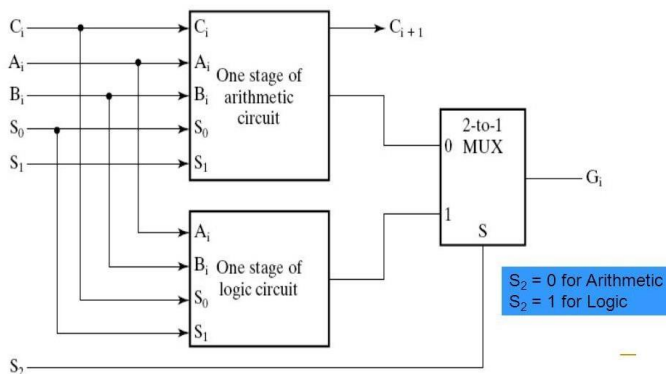 C_i
A_i
B_i
S_0
S_1
S_2
C_i
A_i
B_i
S_0
S_1
One stage of
arithmetic
circuit
C_i + 1
A_i
B_i
S_0
S_1
One stage of
logic circuit
2-to-1
0 MUX
1
S
G_i
S_2 = 0 for Arithmetic
S_2 = 1 for Logic